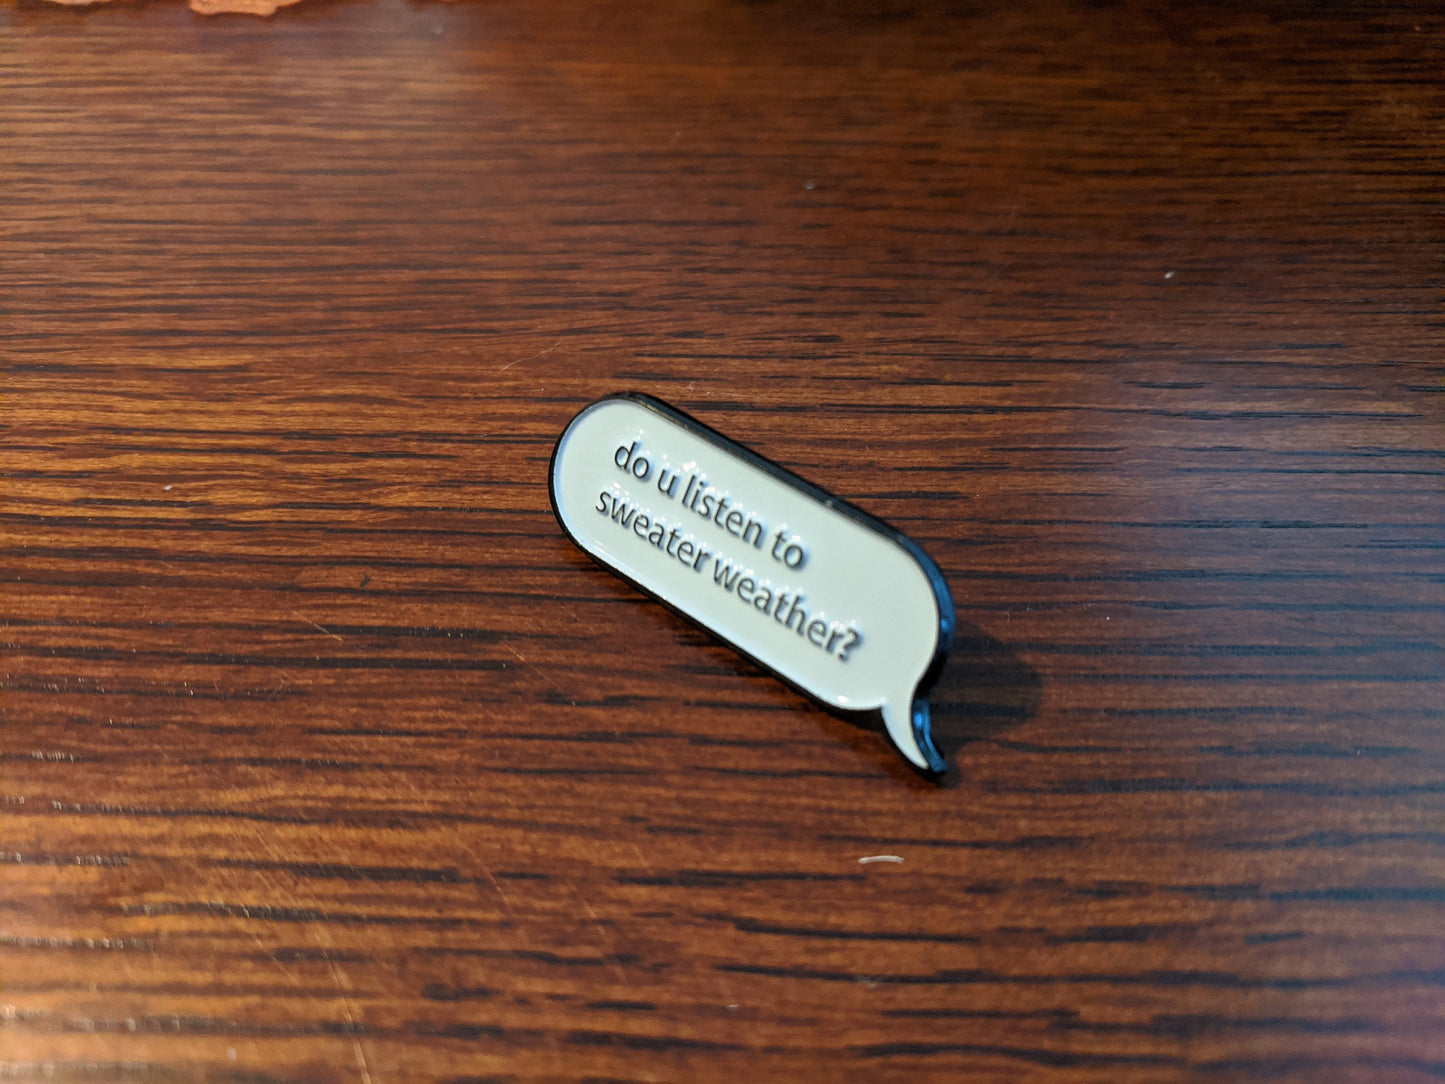 do u listen to
sweater weather?